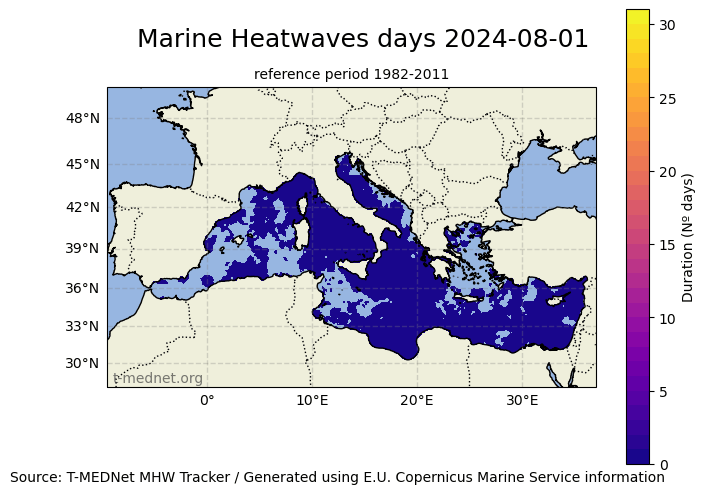 Marine Heatwaves days 2024-08-01
reference period 1982-2011
48°N
45°N
42°N
39°N
36°N
33°N
30°N
0°
10°E
20°E
30°E
t-mednet.org
30
25
20
15
10
5
0
Duration (Nº days)
Source: T-MEDNet MHW Tracker / Generated using E.U. Copernicus Marine Service information